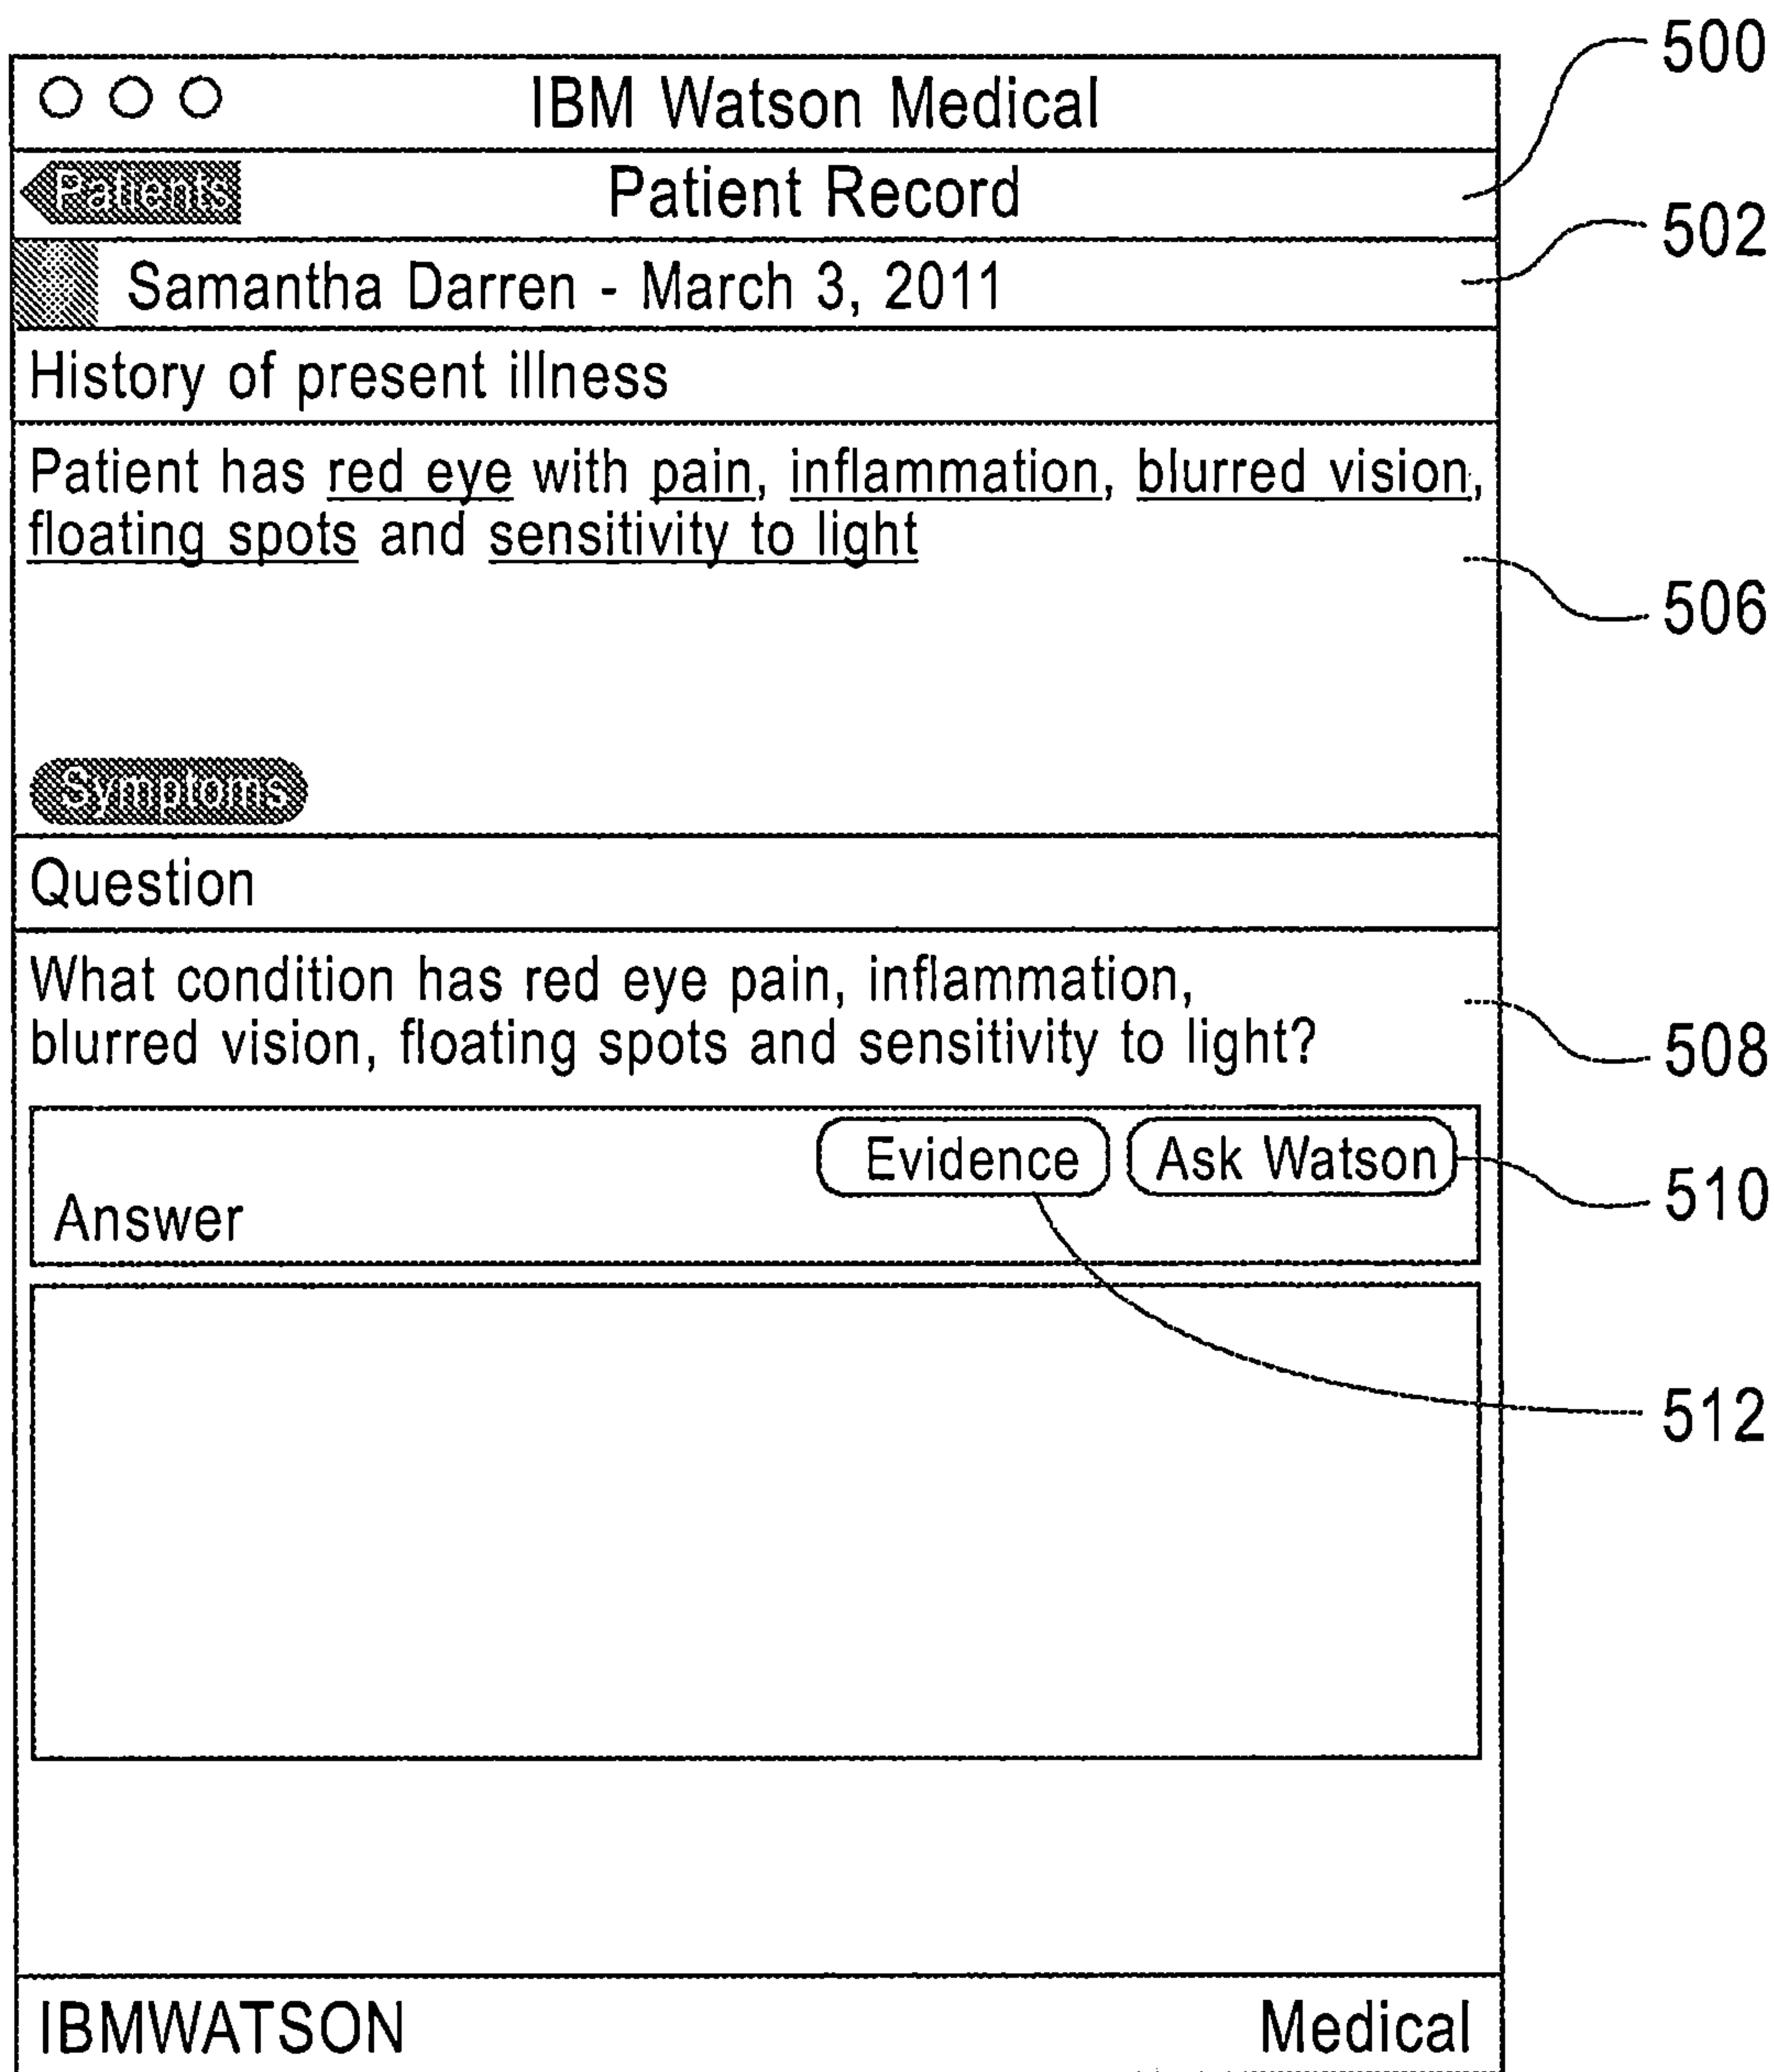 500
IBM Watson Medical
Patients
Patient Record
502
Samantha Darren - March 3, 2011
History of present illness
Patient has red eye with pain, inflammation, blurred vision,
floating spots and sensitivity to light
506
Symptoms
Question
What condition has red eye pain, inflammation,
blurred vision, floating spots and sensitivity to light?
508
Evidence
Ask Watson
510
Answer
512
IBMWATSON
Medical